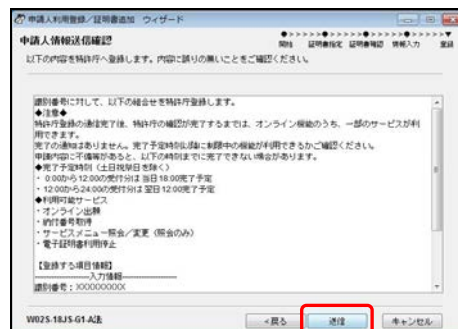 申請人利用登録／証明書追加 ウィザード
申請人情報送信確認
開始 証明書指定 証明書確認 情報入力 登録
以下の内容を特許庁へ登録します。内容に誤りの無いことをご確認ください。
識別番号に対して、以下の組合せを特許庁登録します。
◆注意◆
特許庁登録の通信完了後、特許庁の確認が完了するまでは、オンライン機能のうち、一部のサービスが利
用できます。
完了の通知はありません。完了予定時刻以降に制限中の機能が利用できるかご確認ください。
申請内容に不備等があると、以下の時刻までに完了できない場合があります。
◆完了予定時刻（土日祝祭日を除く）
・0:00から12:00の受付分は 当日 18:00完了予定
・12:00から24:00の受付分は 翌日 12:00完了予定
◆利用可能サービス
・オンライン出願
・納付番号取得
・サービスメニュー照会／変更（照会のみ）
・電子証明書利用停止
【登録する項目情報】
--------------------入力情報--------------------
識別番号：XXXXXXXXX
W02S-18JS-G1-A法
<戻る 送信 キャンセル